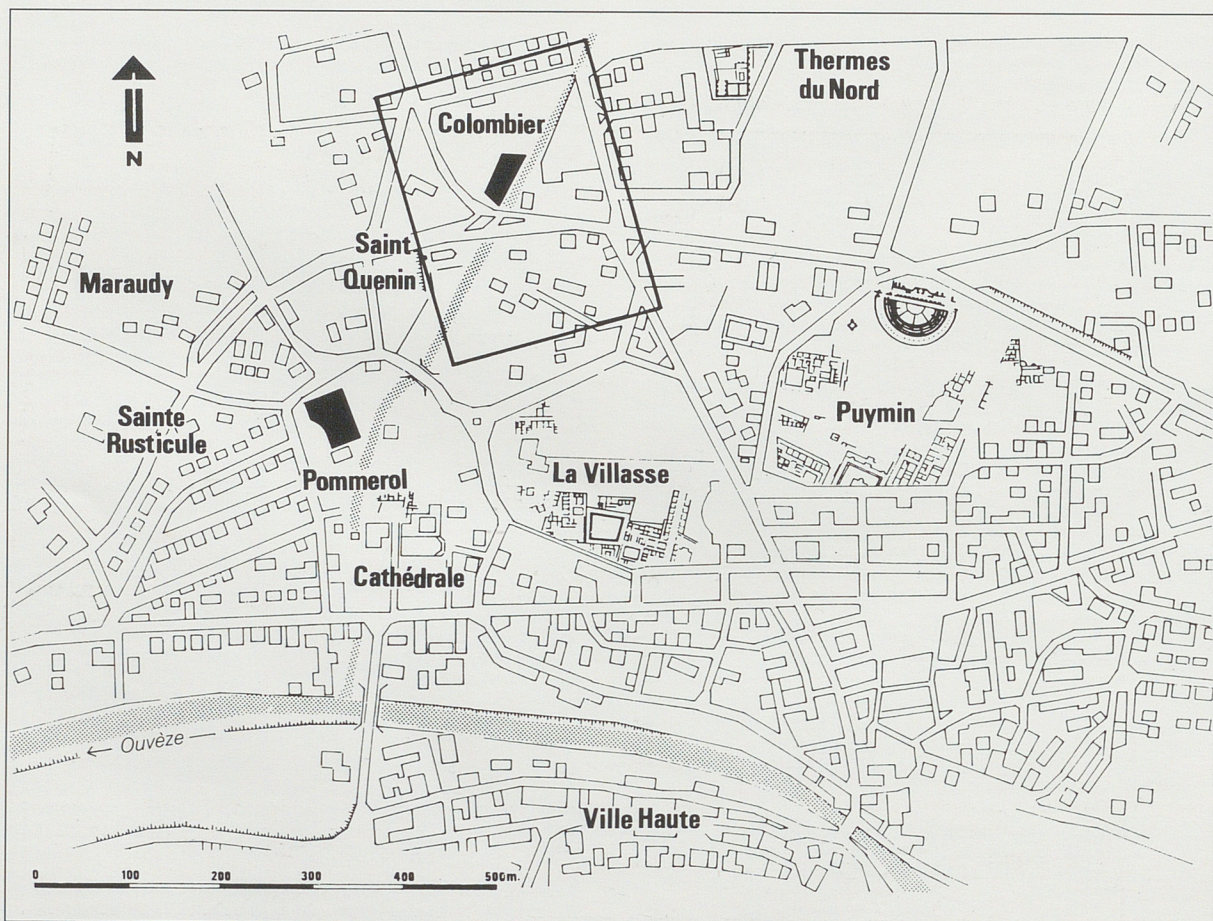 Thermes
du Nord
Colombier
N
Saint
Quenin
Maraudy
Puymin
Sainte
Rusticule
La Villasse
Pommerol
Cathédrale
← Ouvèze
Ville Haute
0 100 200 300 400 500m.